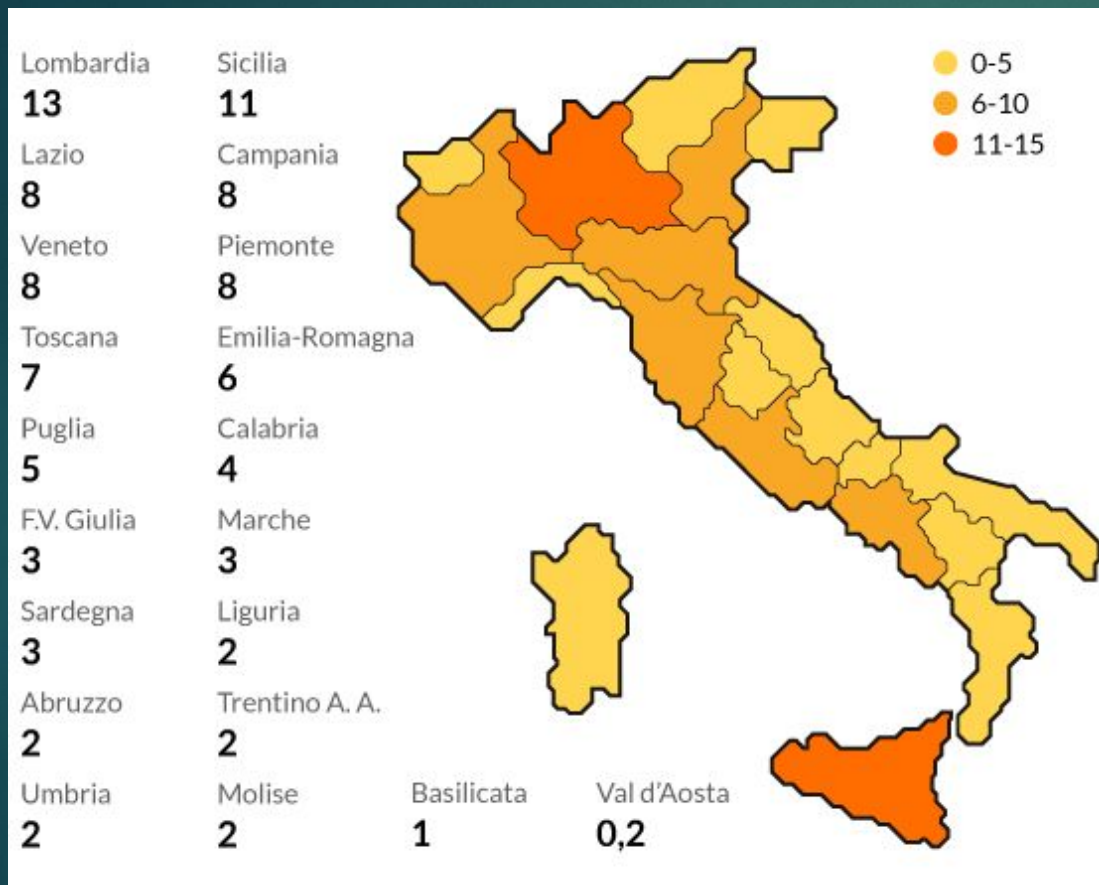 Lombardia Sicilia
13 11
Lazio Campania
8 8
Veneto Piemonte
8 8
Toscana Emilia-Romagna
7 6
Puglia Calabria
5 4
F.V. Giulia Marche
3 3
Sardegna Liguria
3 2
Abruzzo Trentino A. A.
2 2
Umbria Molise Basilicata Val d'Aosta
2 2 1 0,2
0-5
6-10
11-15